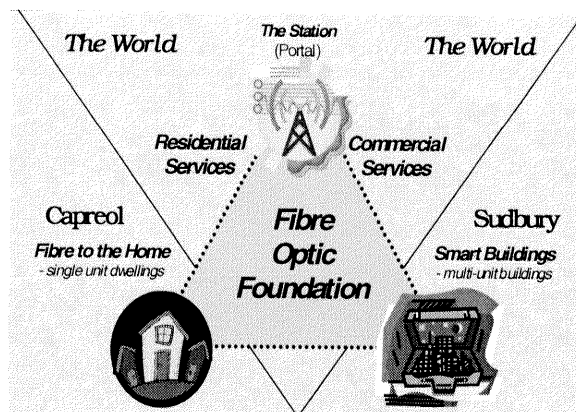 The World
The Station
(Portal)
The World
Residential
Services
Commercial
Services
Capreol
Fibre to the Home
- single unit dwellings
Fibre
Optic
Foundation
Sudbury
Smart Buildings
- multi-unit buildings